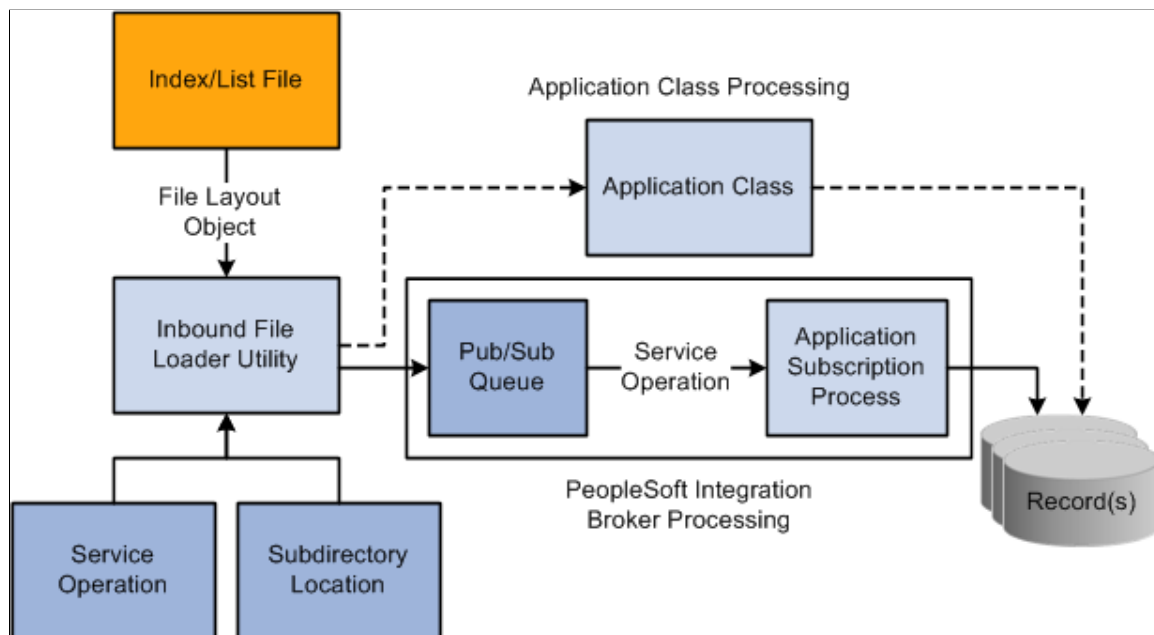 Index/List File
Application Class Processing
Application Class
File Layout
Object
Inbound File
Loader Utility
Pub/Sub
Queue
Service
Operation
Application
Subscription
Process
PeopleSoft Integration
Broker Processing
Record(s)
Service
Operation
Subdirectory
Location